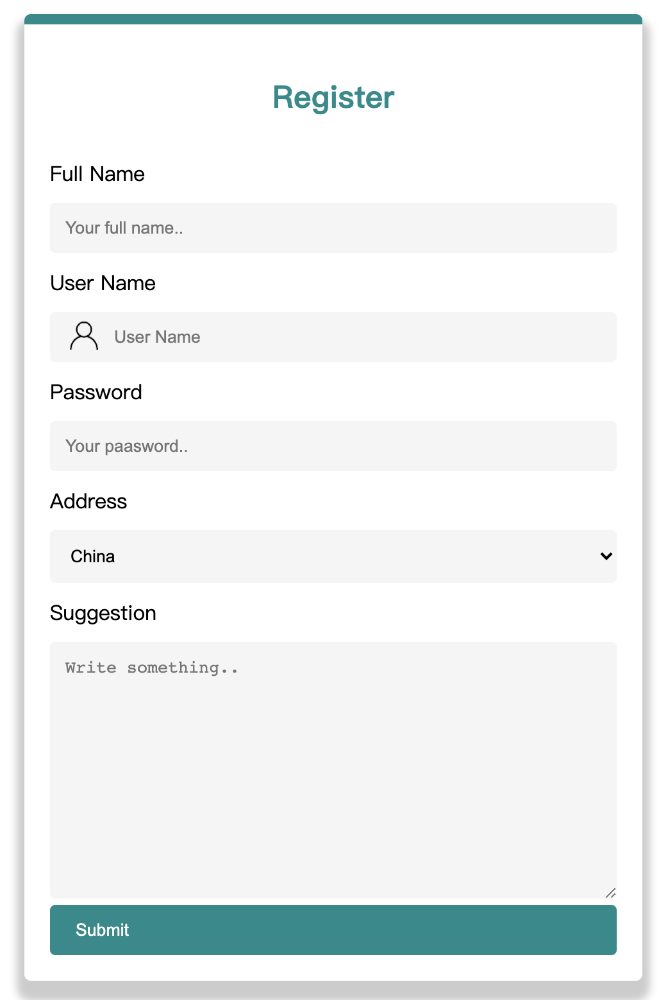 Register
Full Name
Your full name..
User Name
User Name
Password
Your paasword..
Address
China
Suggestion
Write something..
Submit